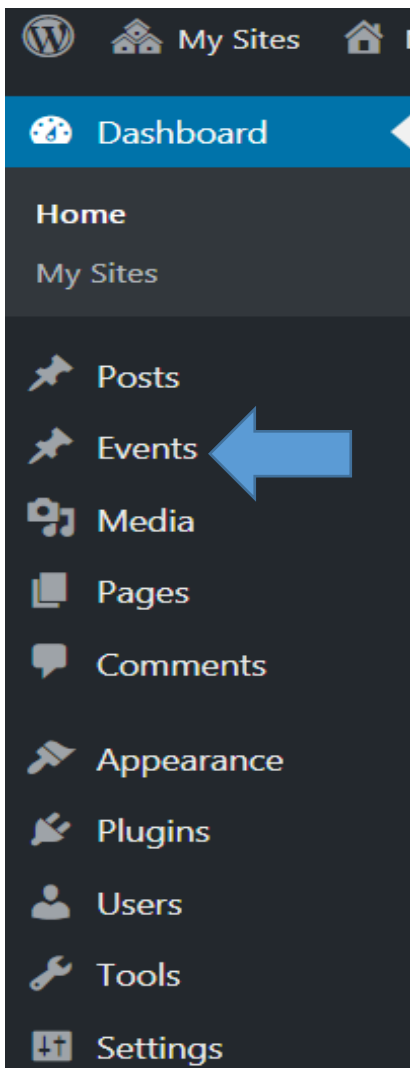 My Sites
Dashboard
Home
My Sites
Posts
Events
Media
Pages
Comments
Appearance
Plugins
Users
Tools
Settings